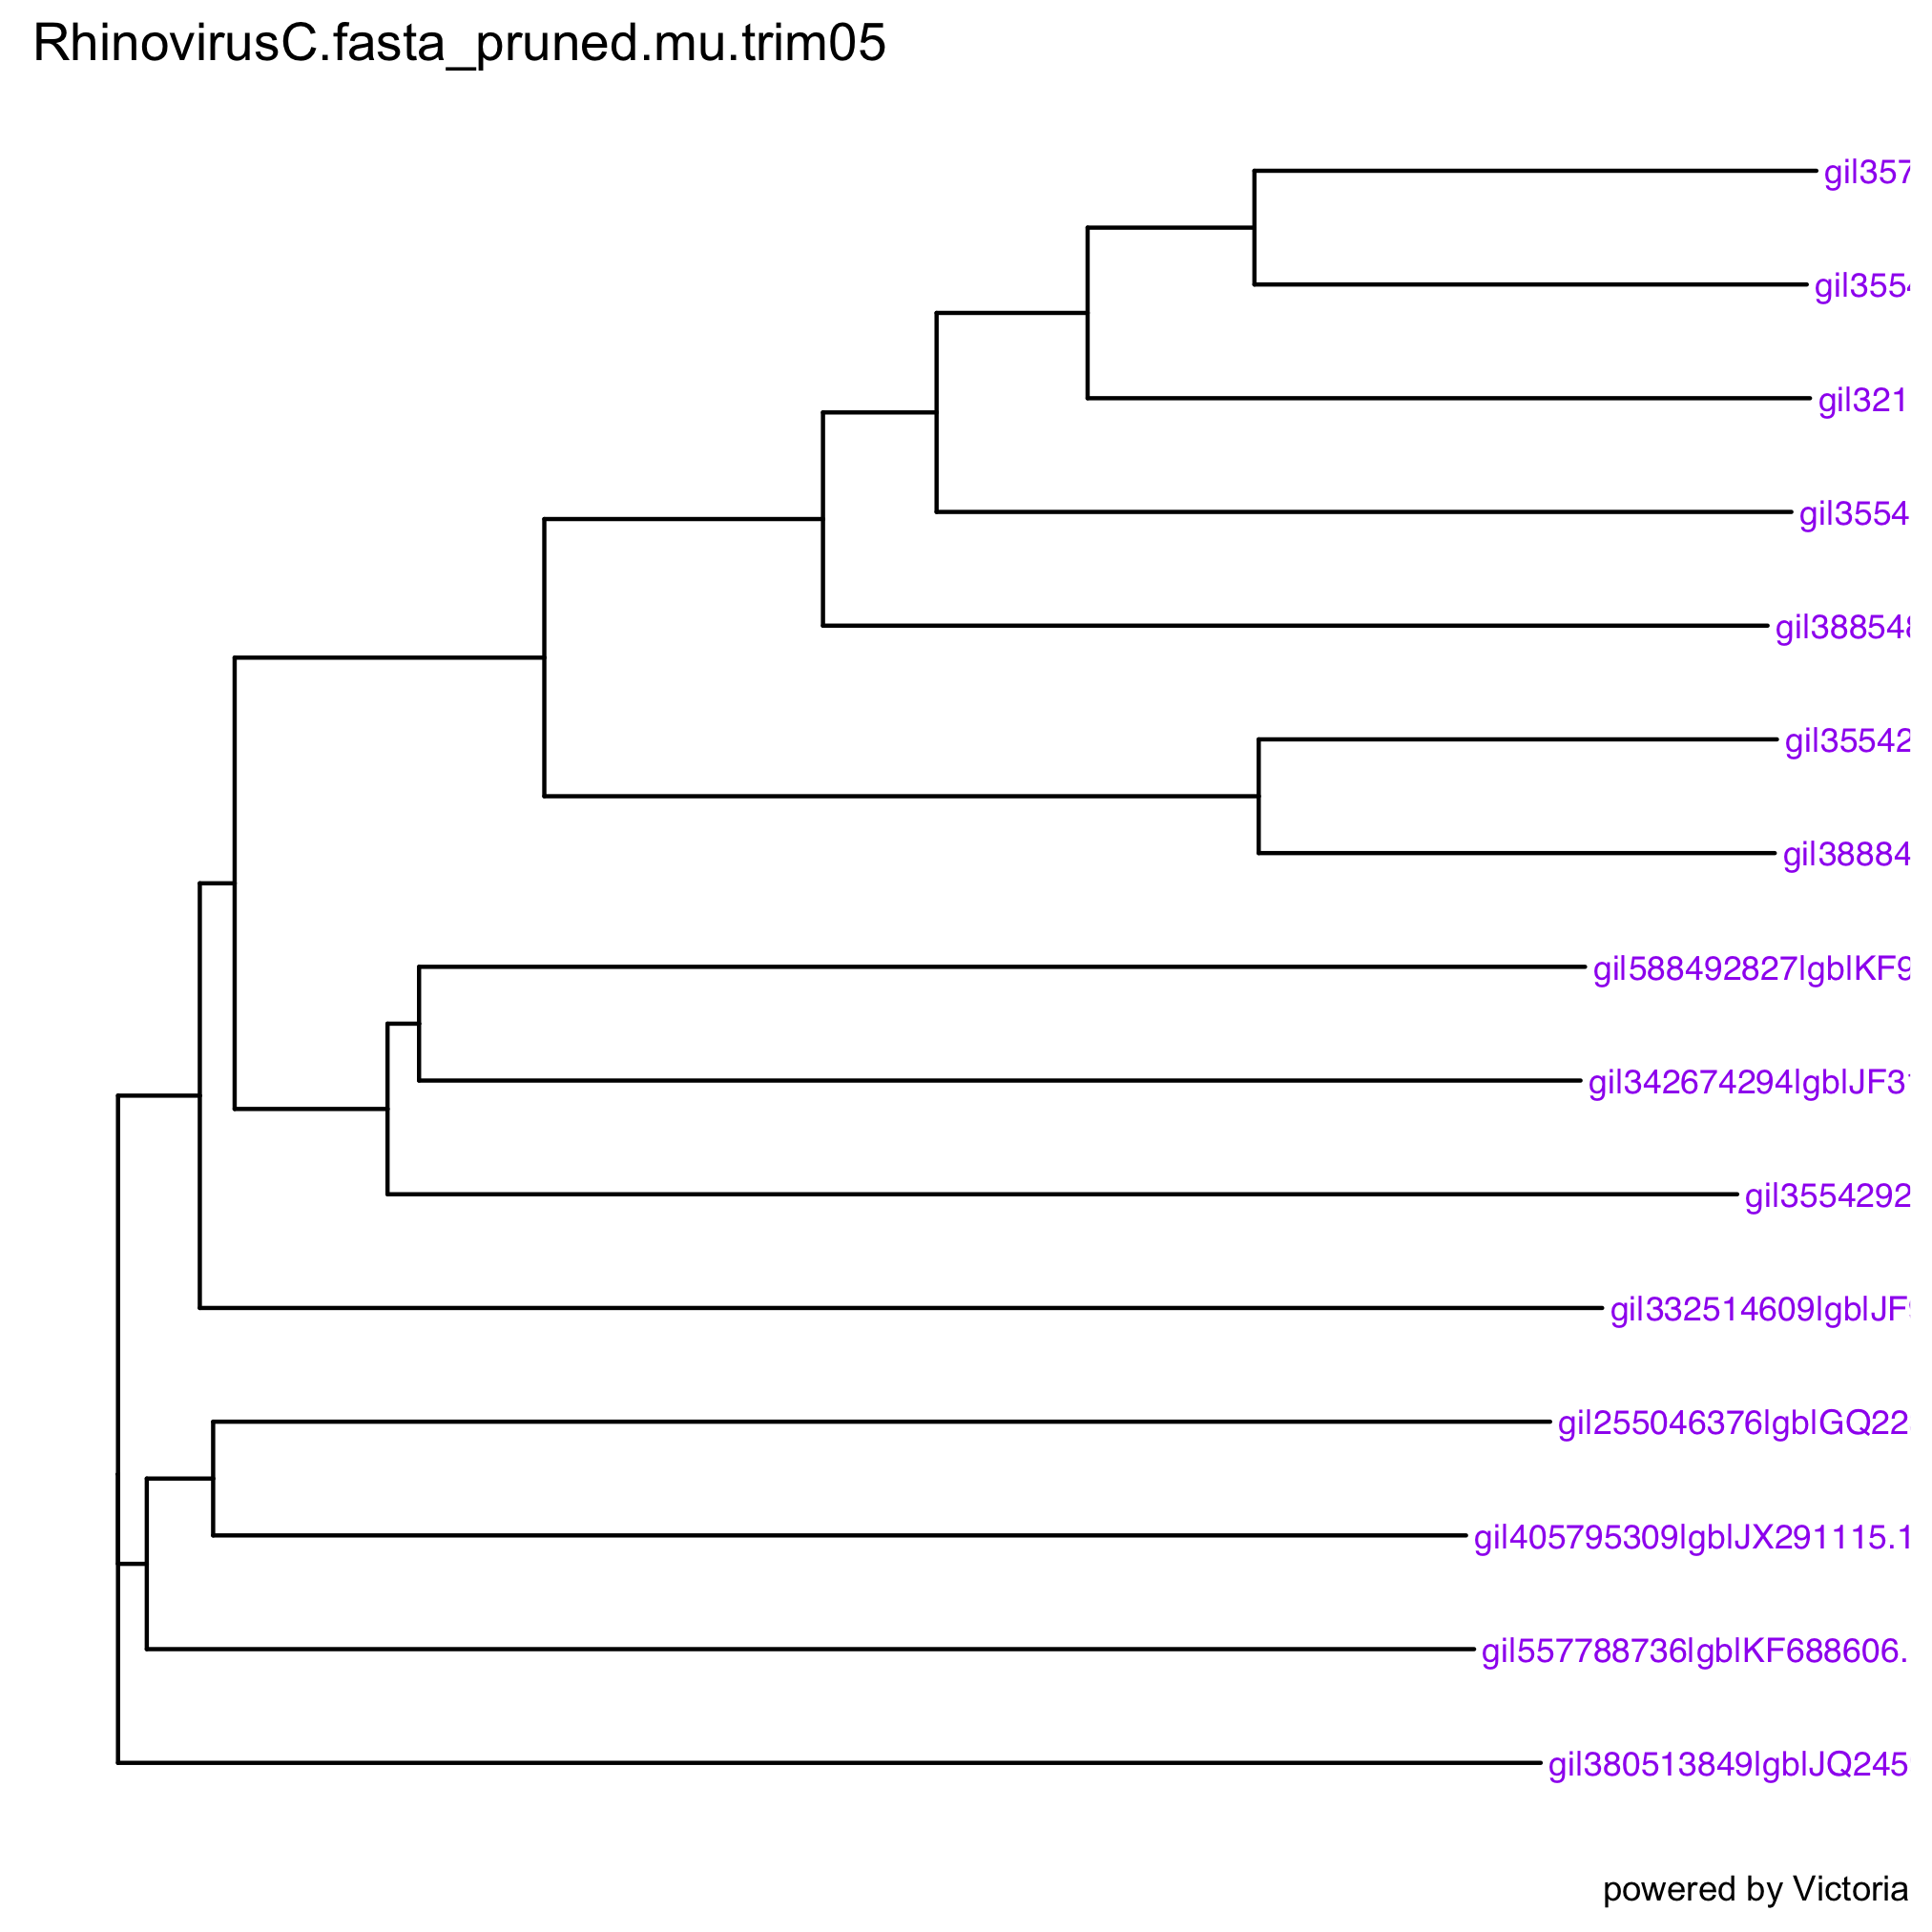 RhinovirusC.fasta_pruned.mu.trim05
gil357
gil355
gil321
gil3554
gil38854
gil35542
gil38884
gil588492827lgblKF9
gil342674294lgblJF3
gil3554292
gil332514609lgblJF
gil255046376lgblGQ22
gil405795309lgblJX291115.1
gil557788736lgblKF688606.
gil380513849lgblJQ245
powered by Victoria